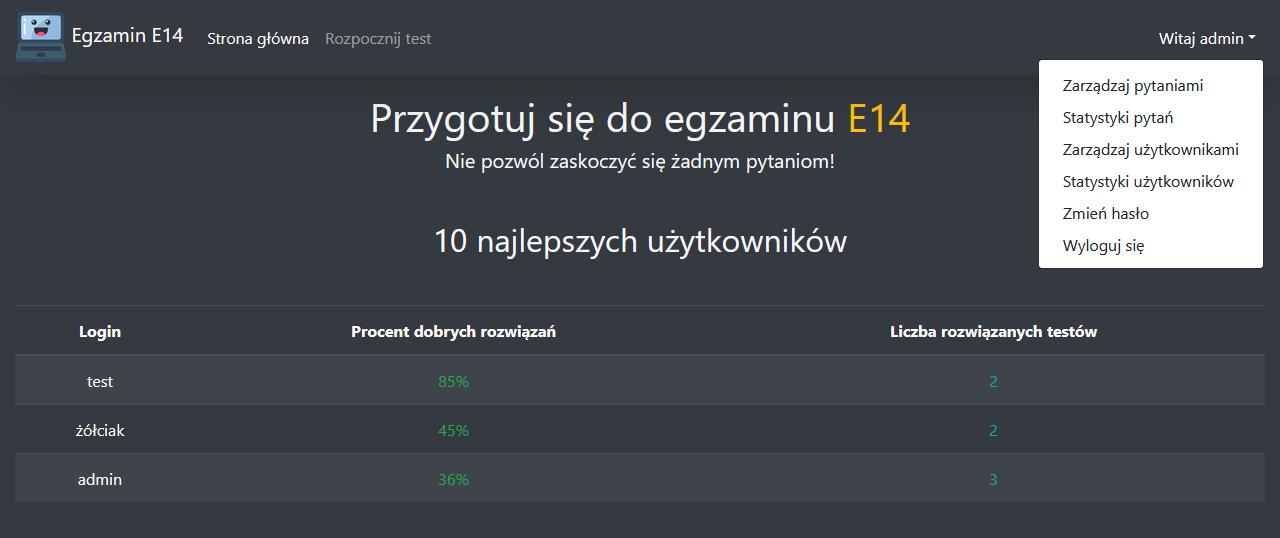 Egzamin E14 Strona główna Rozpocznij test Witaj admin
Zarządzaj pytaniami
Statystyki pytań
Zarządzaj użytkownikami
Statystyki użytkowników
Zmień hasło
Wyloguj się
Przygotuj się do egzaminu E14
Nie pozwól zaskoczyć się żadnym pytaniom!
10 najlepszych użytkowników
Login Procent dobrych rozwiązań Liczba rozwiązanych testów
test 85% 2
żółciak 45% 2
admin 36% 3